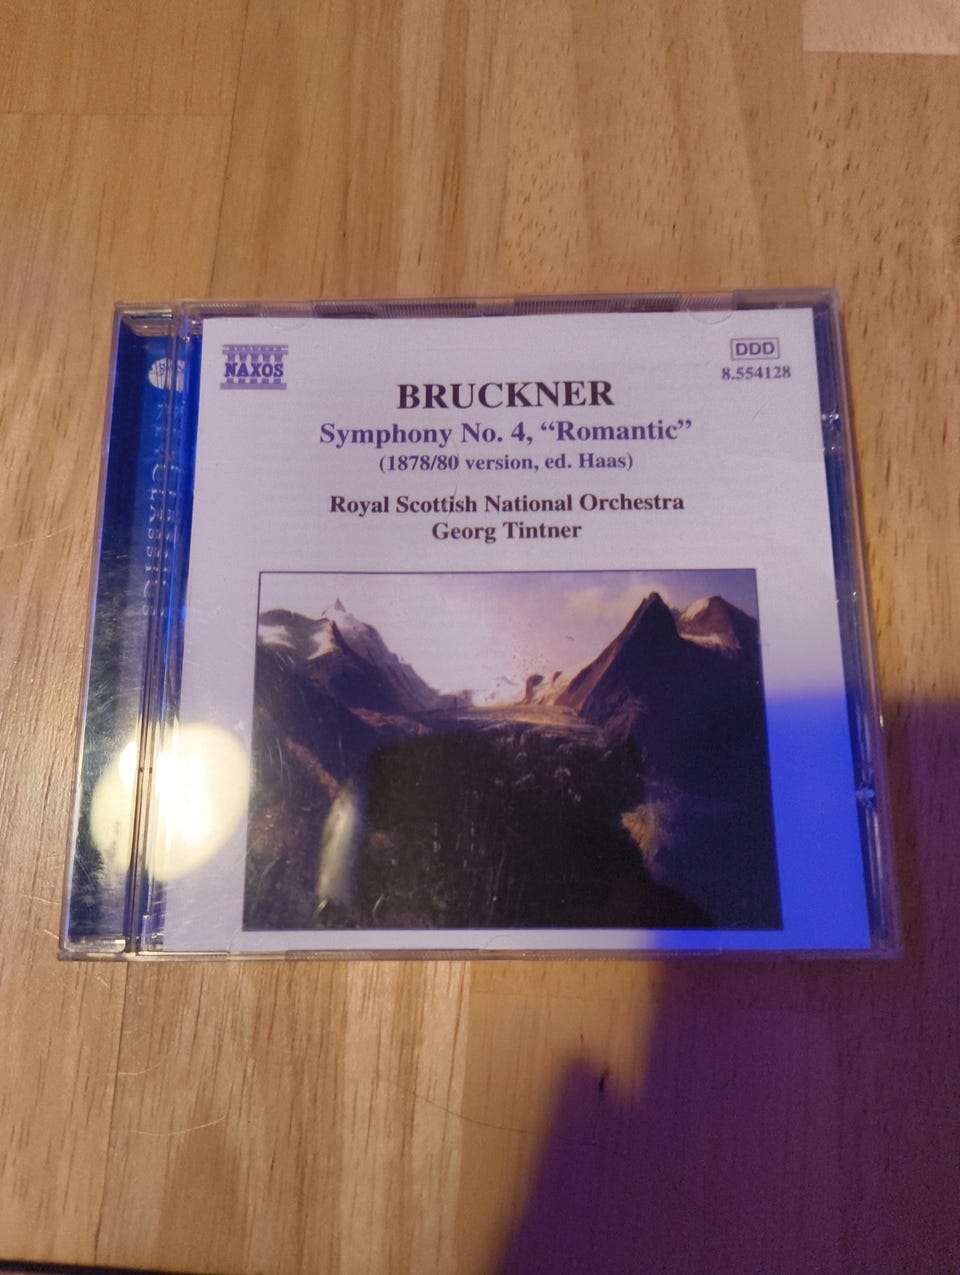 NAXOS
DDD
8.554128
BRUCKNER
Symphony No. 4, “Romantic”
(1878/80 version, ed. Haas)
Royal Scottish National Orchestra
Georg Tintner
CLASSICS